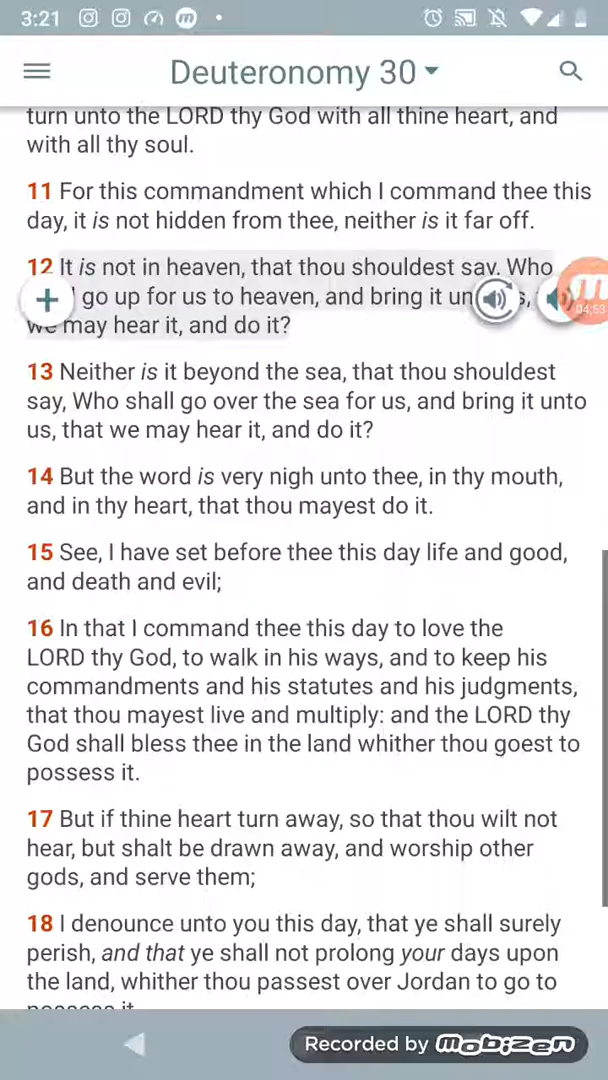 3:21
Deuteronomy 30
turn unto the LORD thy God with all thine heart, and
with all thy soul.
11 For this commandment which I command thee this
day, it is not hidden from thee, neither is it far off.
12 It is not in heaven, that thou shouldest say, Who
go up for us to heaven, and bring it
we may hear it, and do it?
04:53
13 Neither is it beyond the sea, that thou shouldest
say, Who shall go over the sea for us, and bring it unto
us, that we may hear it, and do it?
14 But the word is very nigh unto thee, in thy mouth,
and in thy heart, that thou mayest do it.
15 See, I have set before thee this day life and good,
and death and evil;
16 In that I command thee this day to love the
LORD thy God, to walk in his ways, and to keep his
commandments and his statutes and his judgments,
that thou mayest live and multiply: and the LORD thy
God shall bless thee in the land whither thou goest to
possess it.
17 But if thine heart turn away, so that thou wilt not
hear, but shalt be drawn away, and worship other
gods, and serve them;
18 I denounce unto you this day, that ye shall surely
perish, and that ye shall not prolong your days upon
the land, whither thou passest over Jordan to go to
possess it.
Recorded by mobizen